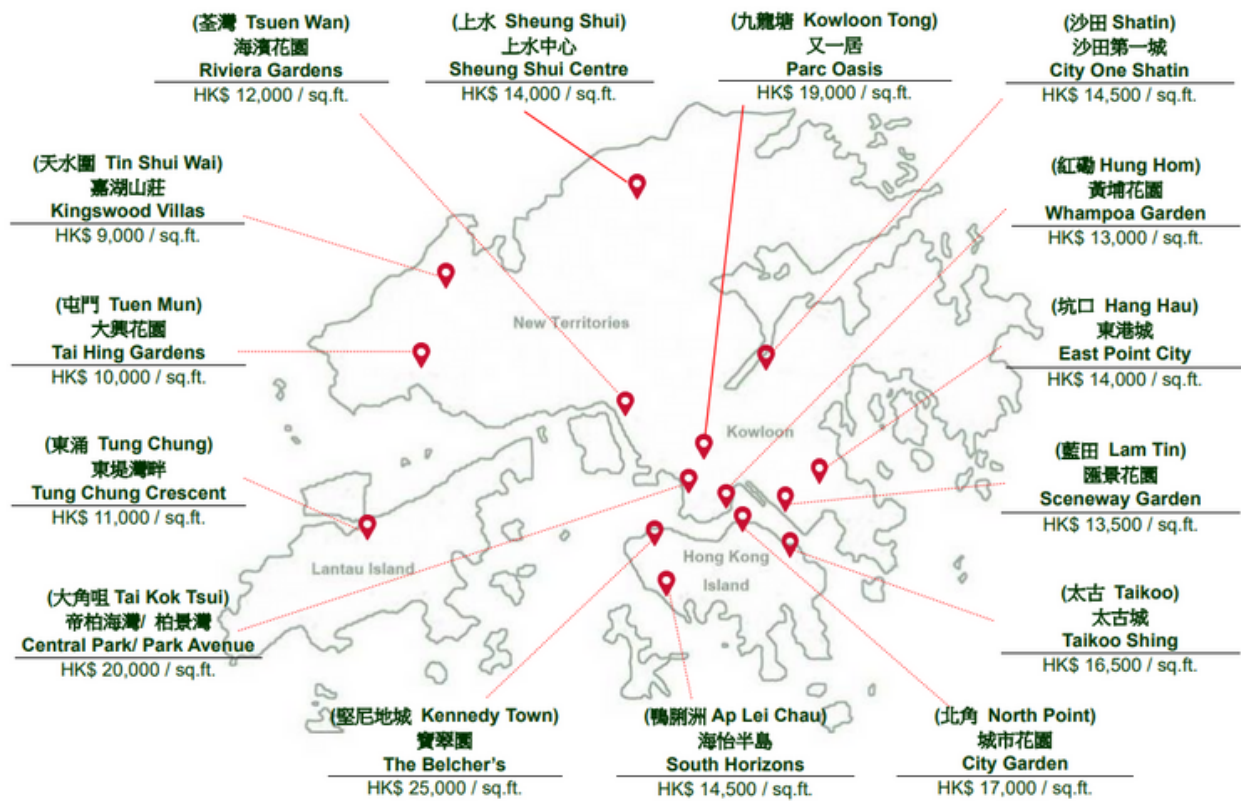 (荃灣 Tsuen Wan)
海濱花園
Riviera Gardens
HK$ 12,000 / sq.ft.
(上水 Sheung Shui)
上水中心
Sheung Shui Centre
HK$ 14,000 / sq.ft.
(九龍塘 Kowloon Tong)
又一居
Parc Oasis
HK$ 19,000 / sq.ft.
(沙田 Shatin)
沙田第一城
City One Shatin
HK$ 14,500 / sq.ft.
(天水圍 Tin Shui Wai)
嘉湖山莊
Kingswood Villas
HK$ 9,000 / sq.ft.
(紅磡 Hung Hom)
黃埔花園
Whampoa Garden
HK$ 13,000 / sq.ft.
(屯門 Tuen Mun)
大興花園
Tai Hing Gardens
HK$ 10,000 / sq.ft.
New Territories
(坑口 Hang Hau)
東港城
East Point City
HK$ 14,000 / sq.ft.
(東涌 Tung Chung)
東堤灣畔
Tung Chung Crescent
HK$ 11,000 / sq.ft.
Kowloon
(藍田 Lam Tin)
匯景花園
Sceneway Garden
HK$ 13,500 / sq.ft.
Lantau Island
Hong Kong
Island
(大角咀 Tai Kok Tsui)
帝柏海灣/ 柏景灣
Central Park/ Park Avenue
HK$ 20,000 / sq.ft.
(太古 Taikoo)
太古城
Taikoo Shing
HK$ 16,500 / sq.ft.
(堅尼地城 Kennedy Town)
寶翠園
The Belcher's
HK$ 25,000 / sq.ft.
(鴨脷洲 Ap Lei Chau)
海怡半島
South Horizons
HK$ 14,500 / sq.ft.
(北角 North Point)
城市花園
City Garden
HK$ 17,000 / sq.ft.